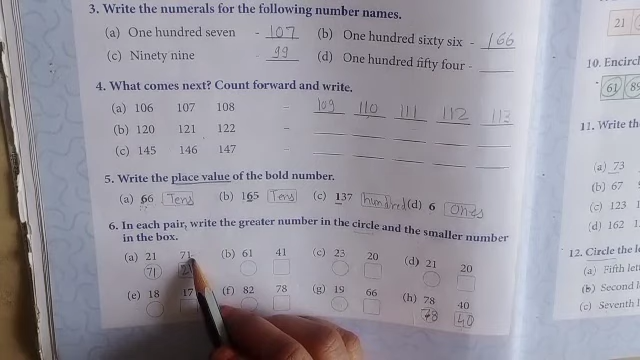 3. Write the numerals for the following number names.
(a) One hundred seven - 107 (b) One hundred sixty six - 166
(c) Ninety nine - 99 (d) One hundred fifty four -
4. What comes next? Count forward and write.
(a) 106 107 108 - 109 110 111 112 113
(b) 120 121 122 -
(c) 145 146 147 -
5. Write the place value of the bold number.
(a) 66 Tens (b) 165 Tens (c) 137 hundred (d) 6 Ones
6. In each pair, write the greater number in the circle and the smaller number
in the box.
(a) 21 71 (b) 61 41 (c) 23 20 (d) 21 20
71 21
(e) 18 17 (f) 82 78 (g) 19 66 (h) 78 40
78 40
21
10. Encircl
61 89
11. Write th
(a) 73
(b) 67
(c) 123
(d) 162
12. Circle the
(a) Fifth let
(b) Second l
(c) Seventh l